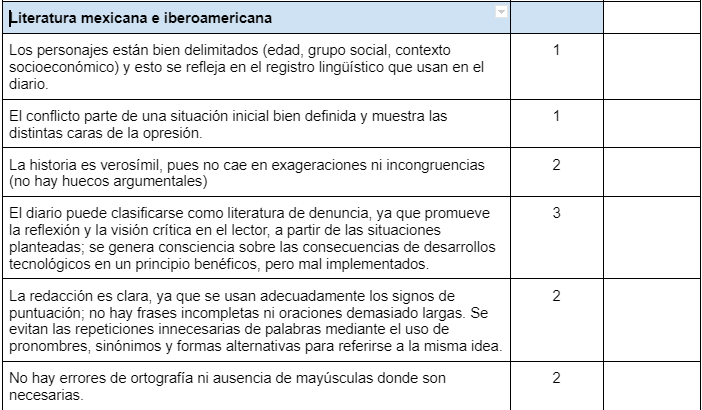 Literatura mexicana e iberoamericana
Los personajes están bien delimitados (edad, grupo social, contexto
socioeconómico) y esto se refleja en el registro lingüístico que usan en el
diario.
1
El conflicto parte de una situación inicial bien definida y muestra las
distintas caras de la opresión.
1
La historia es verosímil, pues no cae en exageraciones ni incongruencias
(no hay huecos argumentales)
2
El diario puede clasificarse como literatura de denuncia, ya que promueve
la reflexión y la visión crítica en el lector, a partir de las situaciones
planteadas; se genera consciencia sobre las consecuencias de desarrollos
tecnológicos en un principio benéficos, pero mal implementados.
3
La redacción es clara, ya que se usan adecuadamente los signos de
puntuación; no hay frases incompletas ni oraciones demasiado largas. Se
evitan las repeticiones innecesarias de palabras mediante el uso de
pronombres, sinónimos y formas alternativas para referirse a la misma idea.
2
No hay errores de ortografía ni ausencia de mayúsculas donde son
necesarias.
2